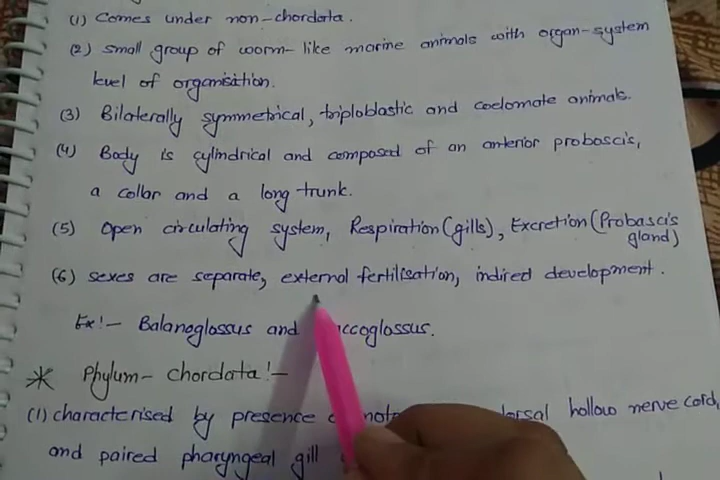 (1) Comes under non-chordata.
(2) small group of worm-like marine animals with organ-system
level of organisation.
(3) Bilaterally symmetrical, triploblastic and coelomate animals.
(4) Body is cylindrical and composed of an anterior proboscis,
a collar and a long trunk.
(5) Open circulating system, Respiration (gills), Excretion (Probascis
gland)
(6) sexes are separate, external fertilisation, indired development.
Ex:- Balanoglossus and ccoglossus.
* Phylum- chordata:-
(1) characterised by presence dorsal hollow nerve cord,
and paired pharyngeal gill